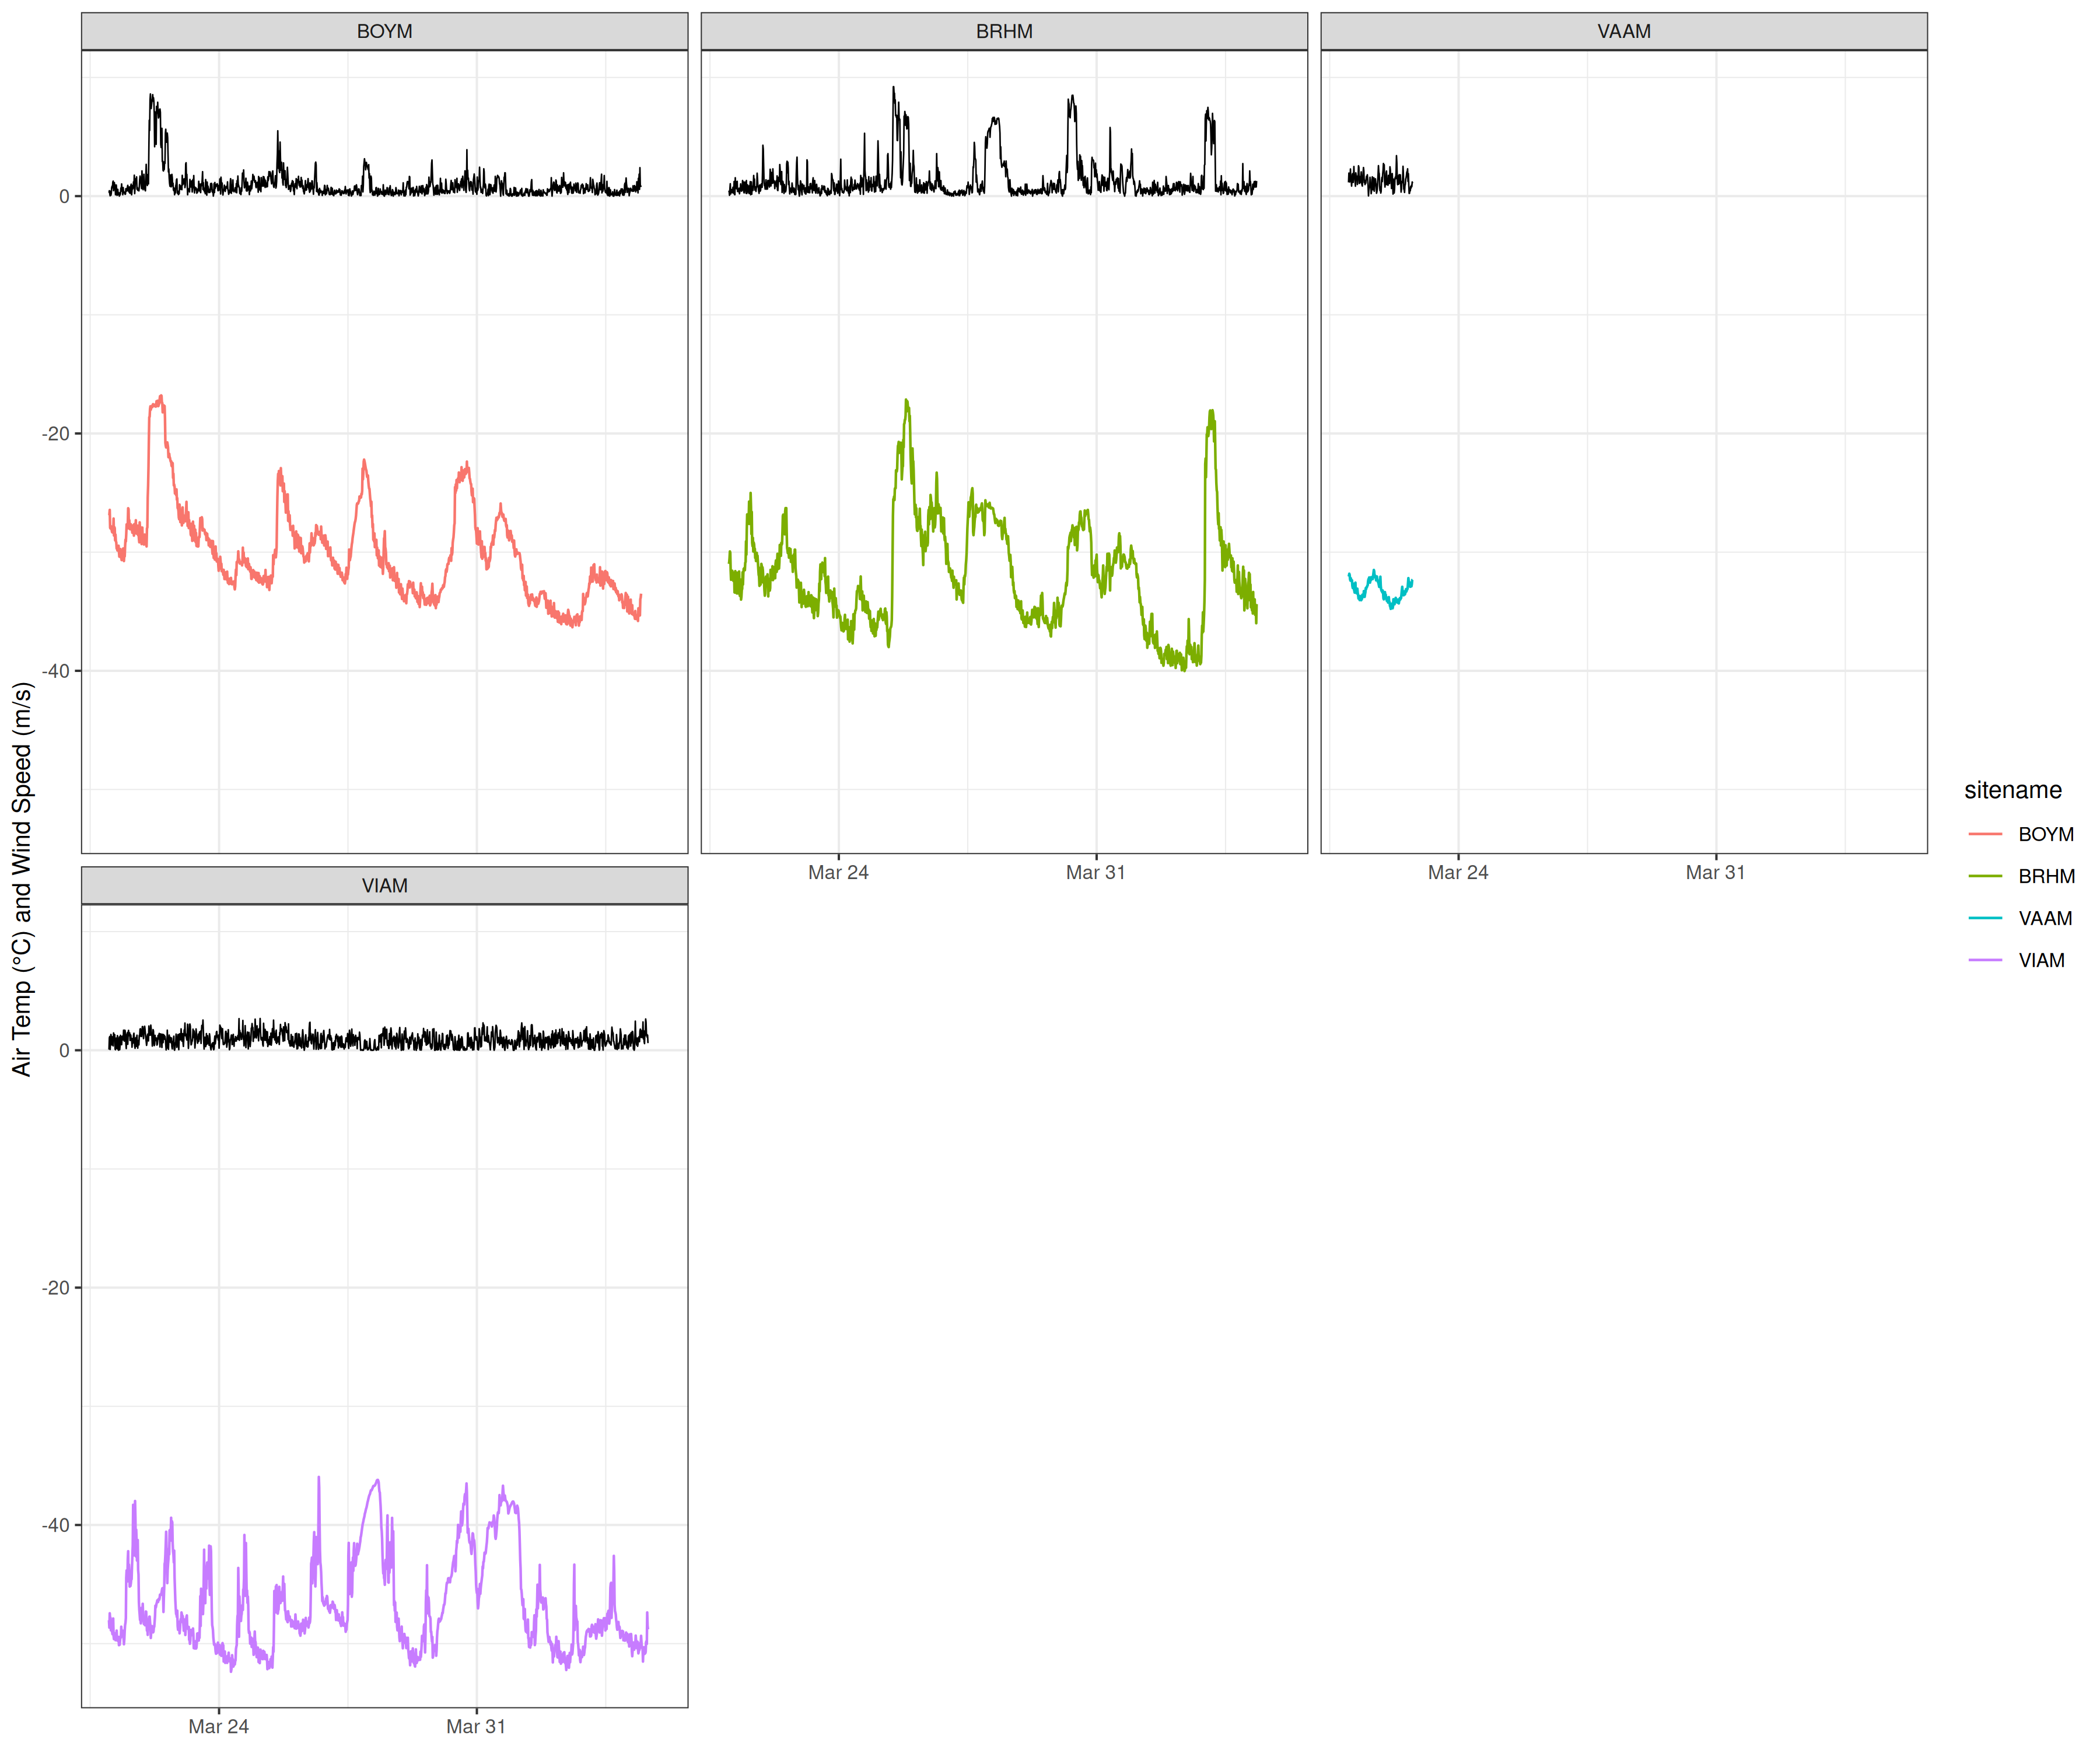 BOYM
BRHM
VAAM
0
-20
-40
Mar 24
Mar 31
Mar 24
Mar 31
VIAM
0
-20
-40
Mar 24
Mar 31
Air Temp (°C) and Wind Speed (m/s)
sitename
BOYM
BRHM
VAAM
VIAM